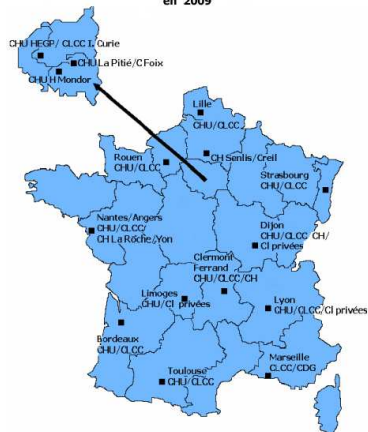 en 2009
CHU HEGP/ CLCC I. Curie
CHU La Pitié/C Foix
CHU H Mondor
Lille
CHU/CLCC
CH Senlis/Creil
Rouen
CHU/CLCC
Strasbourg
CHU/CLCC
Nantes/Angers
CHU/CLCC/
CH La Roche/Yon
Dijon
CHU/CLCC CH/
Cl privées
Clermont
Ferrand
CHU/CLCC/CH
Limoges
CHU/Cl privées
Lyon
CHU/CLCC/Cl privées
Bordeaux
CHU/CLCC
Marseille
CLCC/CDG
Toulouse
CHU/CLCC